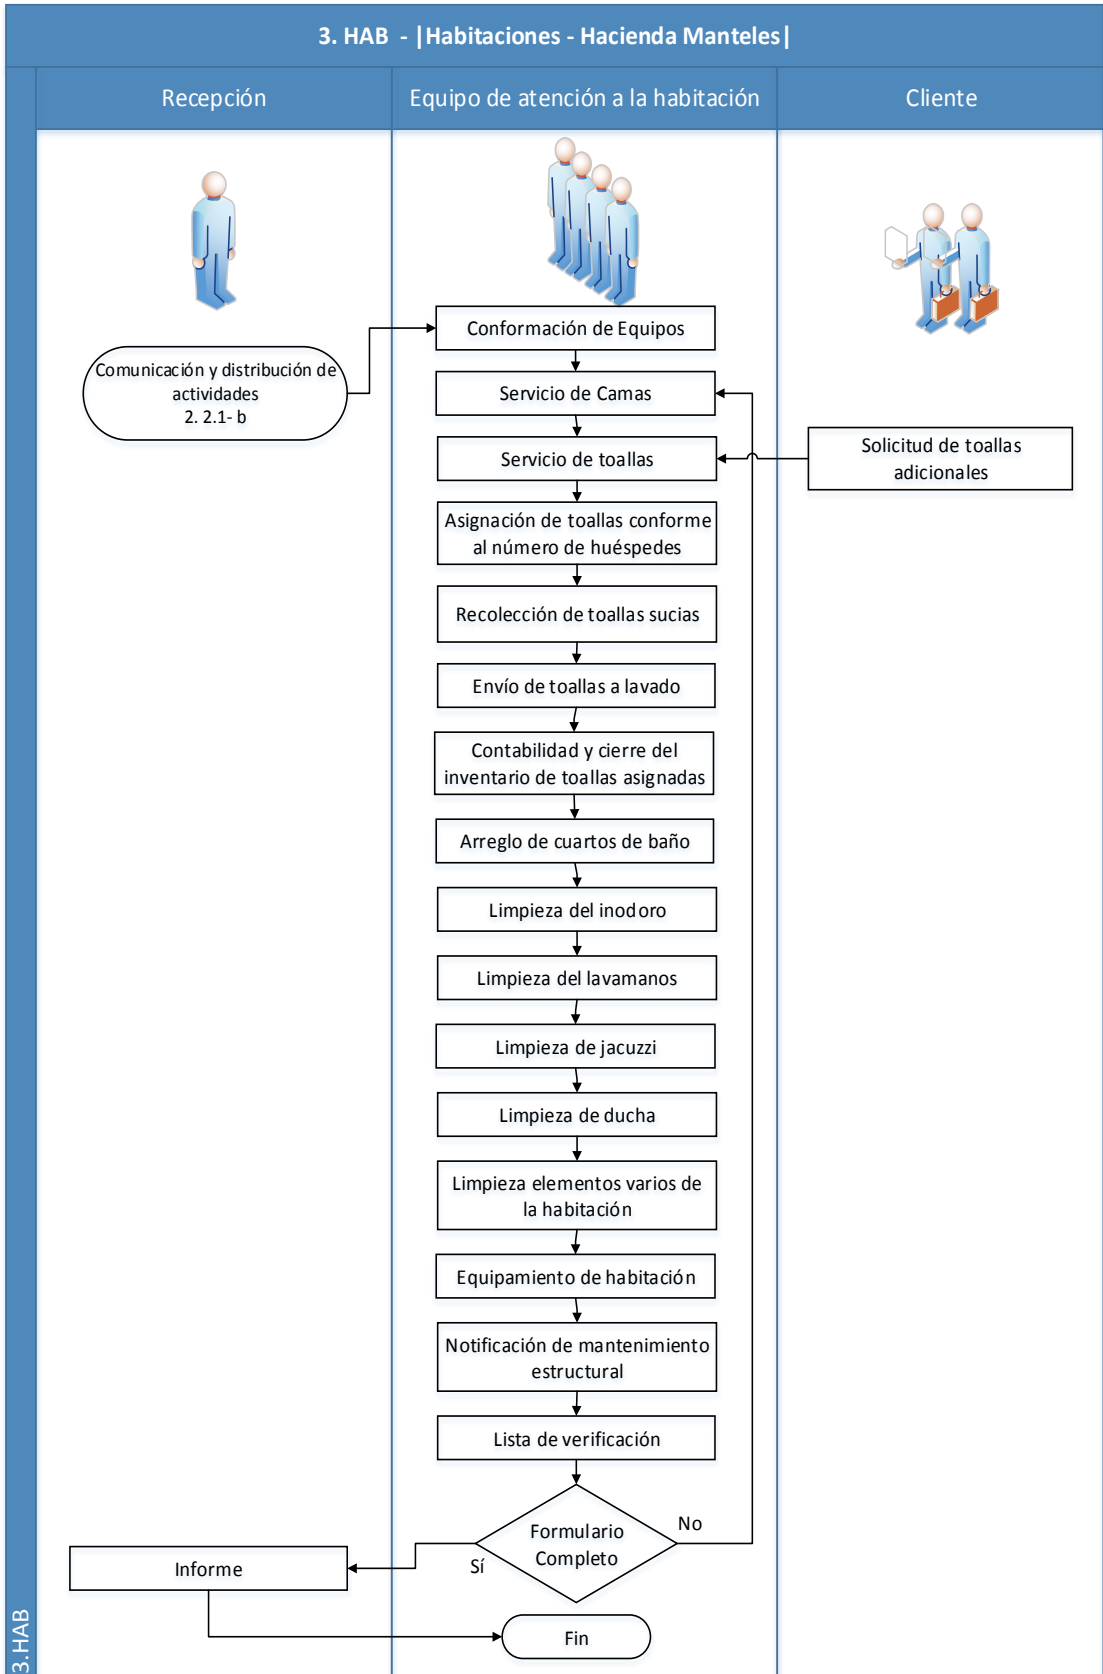 3. HAB - |Habitaciones - Hacienda Manteles|
Recepción
Equipo de atención a la habitación
Cliente
Conformación de Equipos
Comunicación y distribución de
actividades
2. 2.1- b
Servicio de Camas
Servicio de toallas
Solicitud de toallas
adicionales
Asignación de toallas conforme
al número de huéspedes
Recolección de toallas sucias
Envío de toallas a lavado
Contabilidad y cierre del
inventario de toallas asignadas
Arreglo de cuartos de baño
Limpieza del inodoro
Limpieza del lavamanos
Limpieza de jacuzzi
Limpieza de ducha
Limpieza elementos varios de
la habitación
Equipamiento de habitación
Notificación de mantenimiento
estructural
Lista de verificación
Formulario
Completo
No
Sí
Informe
Fin
3.HAB